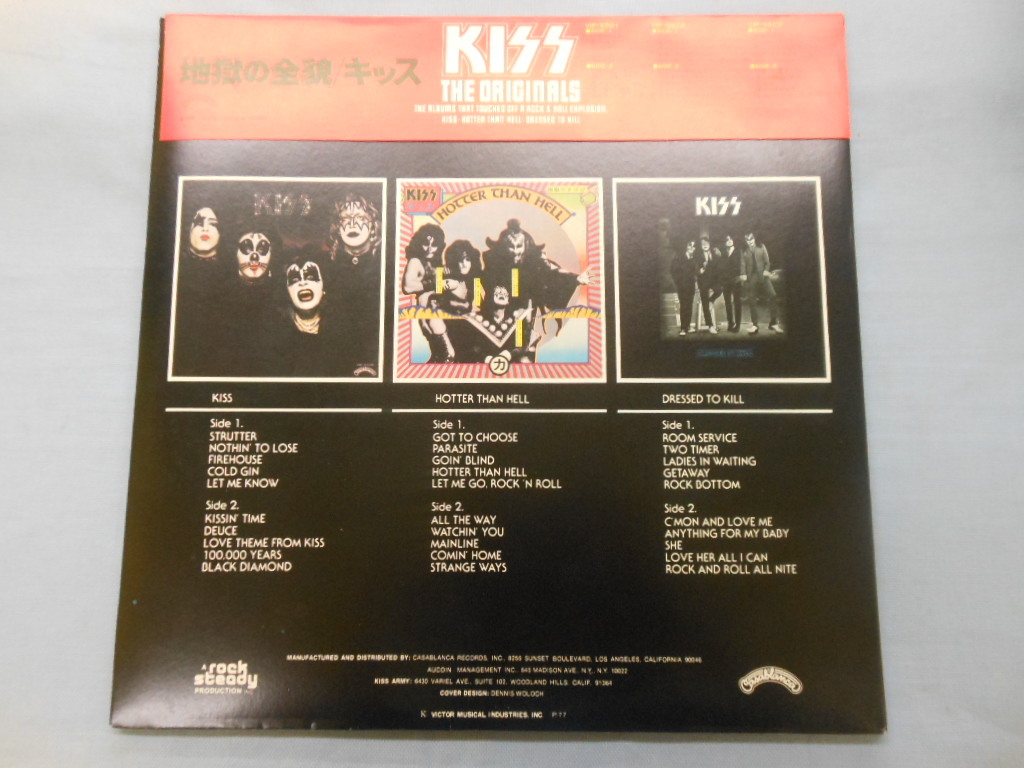 地獄の全貌/キッス
KISS
THE ORIGINALS
THE ALBUMS THAT TOUCHED OFF A ROCK & ROLL EXPLOSION.
KISS · HOTTER THAN HELL · DRESSED TO KILL
KISS
KISS
HOTTER THAN HELL
力
KISS
KISS
Side 1.
STRUTTER
NOTHIN' TO LOSE
FIREHOUSE
COLD GIN
LET ME KNOW
Side 2.
KISSIN' TIME
DEUCE
LOVE THEME FROM KISS
100,000 YEARS
BLACK DIAMOND
HOTTER THAN HELL
Side 1.
GOT TO CHOOSE
PARASITE
GOIN' BLIND
HOTTER THAN HELL
LET ME GO, ROCK 'N ROLL
Side 2.
ALL THE WAY
WATCHIN' YOU
MAINLINE
COMIN' HOME
STRANGE WAYS
DRESSED TO KILL
Side 1.
ROOM SERVICE
TWO TIMER
LADIES IN WAITING
GETAWAY
ROCK BOTTOM
Side 2.
C'MON AND LOVE ME
ANYTHING FOR MY BABY
SHE
LOVE HER ALL I CAN
ROCK AND ROLL ALL NITE
A rock steady PRODUCTION INC.
MANUFACTURED AND DISTRIBUTED BY: CASABLANCA RECORDS, INC. 8255 SUNSET BOULEVARD, LOS ANGELES, CALIFORNIA 90046
AUCOIN MANAGEMENT INC. 645 MADISON AVE. N.Y., N.Y. 10022
KISS ARMY: 6430 VARIEL AVE., SUITE 102, WOODLAND HILLS, CALIF. 91364
COVER DESIGN: DENNIS WOLOCH
K VICTOR MUSICAL INDUSTRIES, INC. P.77
Casablanca